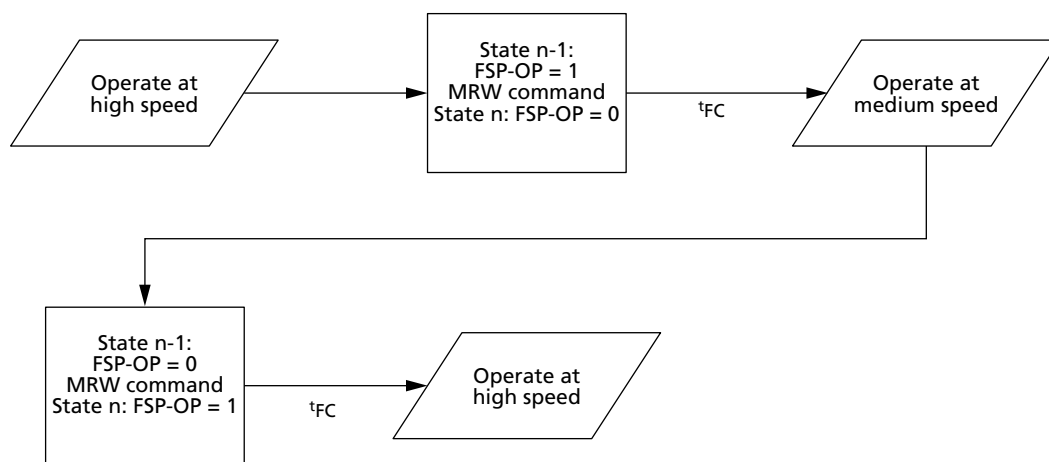 Operate at
high speed
State n-1:
FSP-OP = 1
MRW command
State n: FSP-OP = 0
tFC
Operate at
medium speed
State n-1:
FSP-OP = 0
MRW command
State n: FSP-OP = 1
tFC
Operate at
high speed